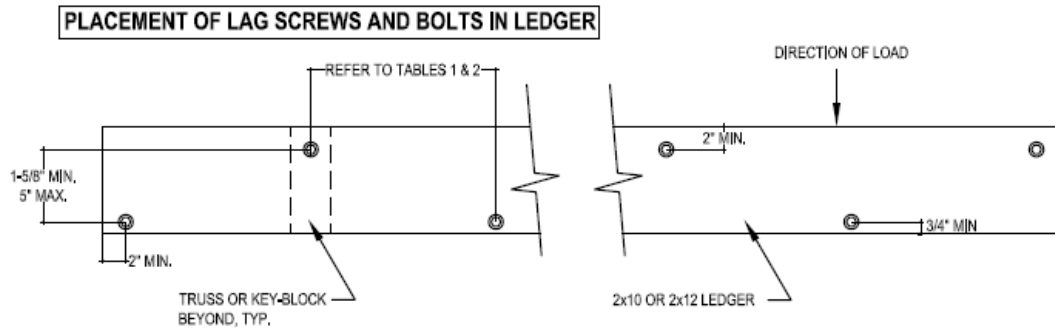 PLACEMENT OF LAG SCREWS AND BOLTS IN LEDGER
DIRECTION OF LOAD
REFER TO TABLES 1 & 2
2" MIN.
1-5/8" MIN.
5" MAX.
3/4" MIN
2" MIN.
TRUSS OR KEY-BLOCK
BEYOND, TYP.
2x10 OR 2x12 LEDGER